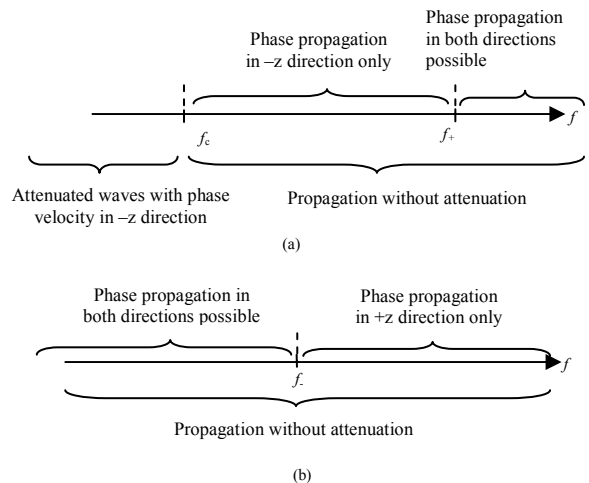 Phase propagation
in –z direction only
Phase propagation
in both directions
possible
f
fc
f+
Attenuated waves with phase
velocity in –z direction
Propagation without attenuation
(a)
Phase propagation in
both directions possible
Phase propagation
in +z direction only
f
f-
Propagation without attenuation
(b)